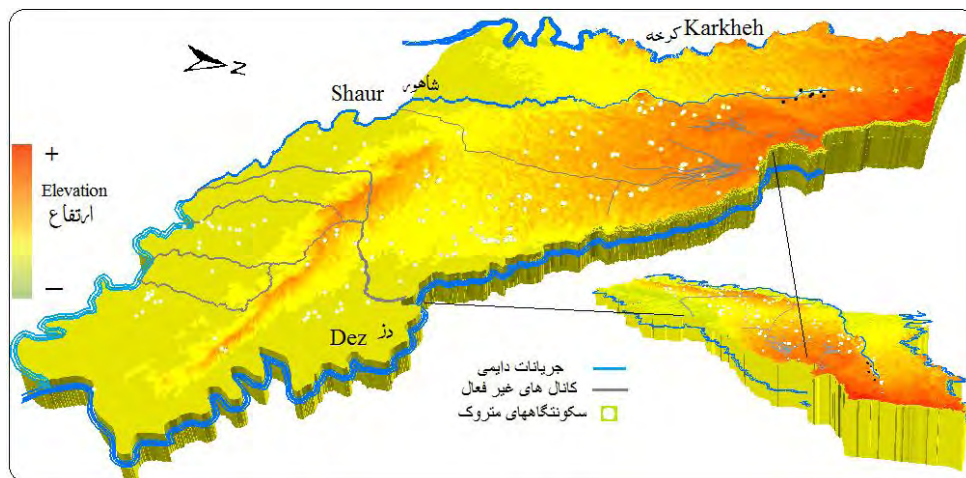 کرخه Karkheh
N
شاهور
Shaur
+
Elevation
ارتفاع
−
Dez دز
جریانات دایمی
کانال های غیر فعال
سکونتگاههای متروک